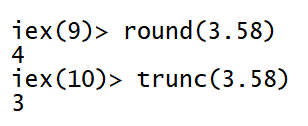 iex(9)> round(3.58)
4
iex(10)> trunc(3.58)
3